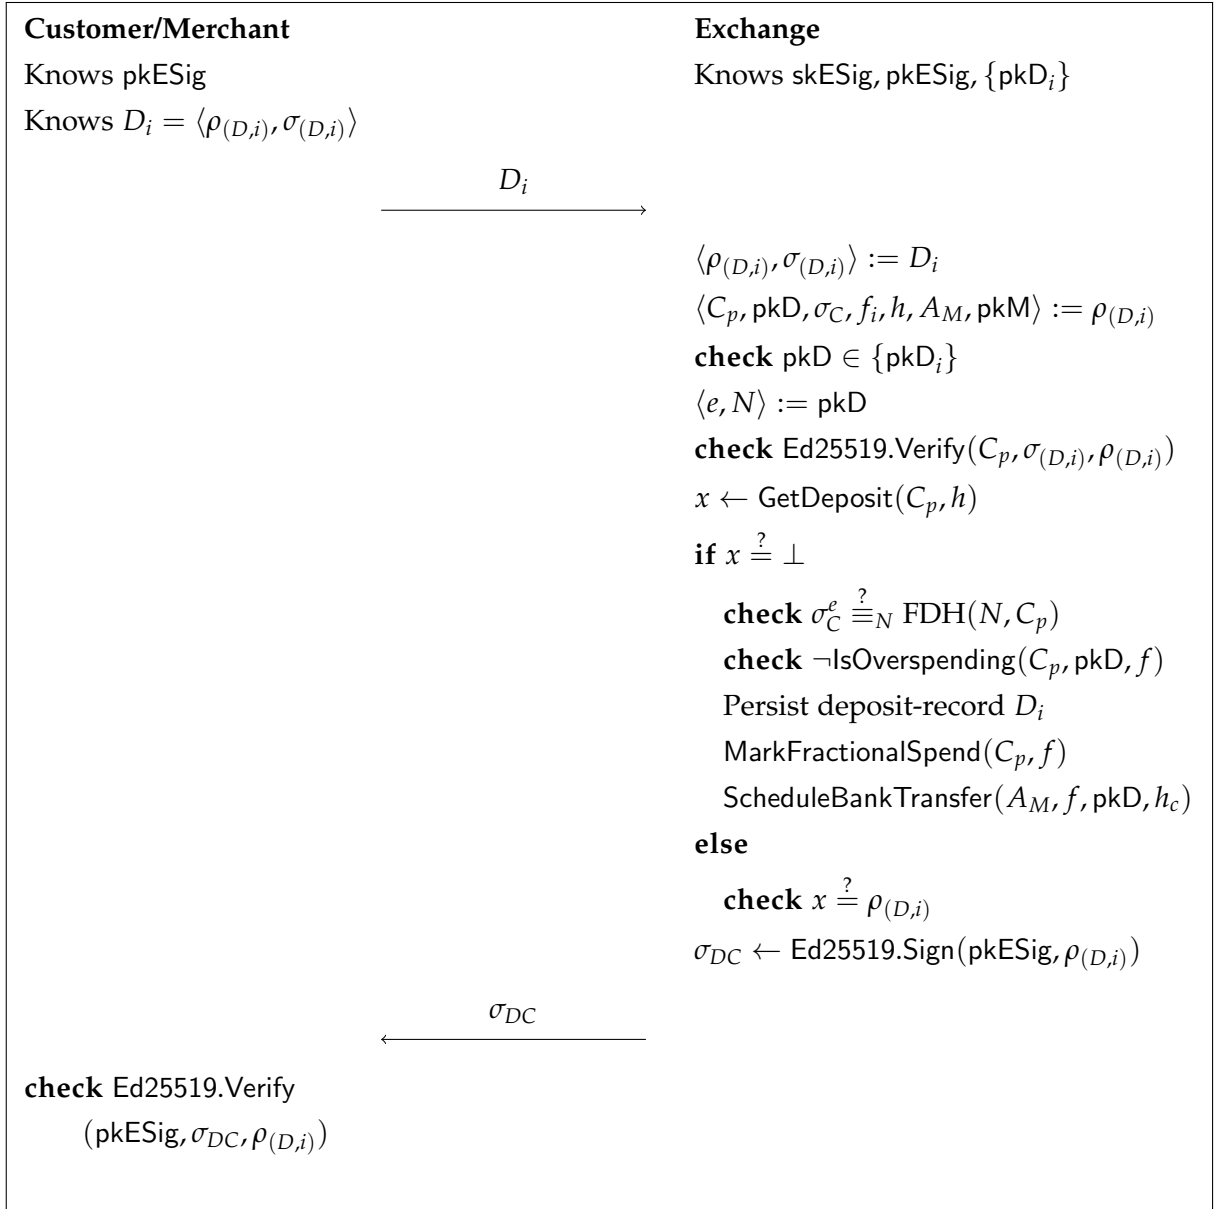 Customer/Merchant
Exchange
Knows pkESig
Knows skESig, pkESig, {pkD_i}
Knows D_i = ⟨ρ_(D,i), σ_(D,i)⟩
D_i
⟨ρ_(D,i), σ_(D,i)⟩ := D_i
⟨C_p, pkD, σ_C, f_i, h, A_M, pkM⟩ := ρ_(D,i)
check pkD ∈ {pkD_i}
⟨e, N⟩ := pkD
check Ed25519.Verify(C_p, σ_(D,i), ρ_(D,i))
x ← GetDeposit(C_p, h)
if x ≟ ⊥
check σ_C^e ≡^?_N FDH(N, C_p)
check ¬IsOverspending(C_p, pkD, f)
Persist deposit-record D_i
MarkFractionalSpend(C_p, f)
ScheduleBankTransfer(A_M, f, pkD, h_c)
else
check x ≟ ρ_(D,i)
σ_DC ← Ed25519.Sign(pkESig, ρ_(D,i))
σ_DC
check Ed25519.Verify
(pkESig, σ_DC, ρ_(D,i))